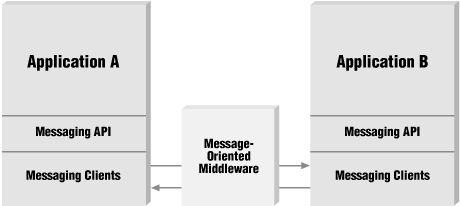 Application A
Messaging API
Messaging Clients
Message-
Oriented
Middleware
Application B
Messaging API
Messaging Clients